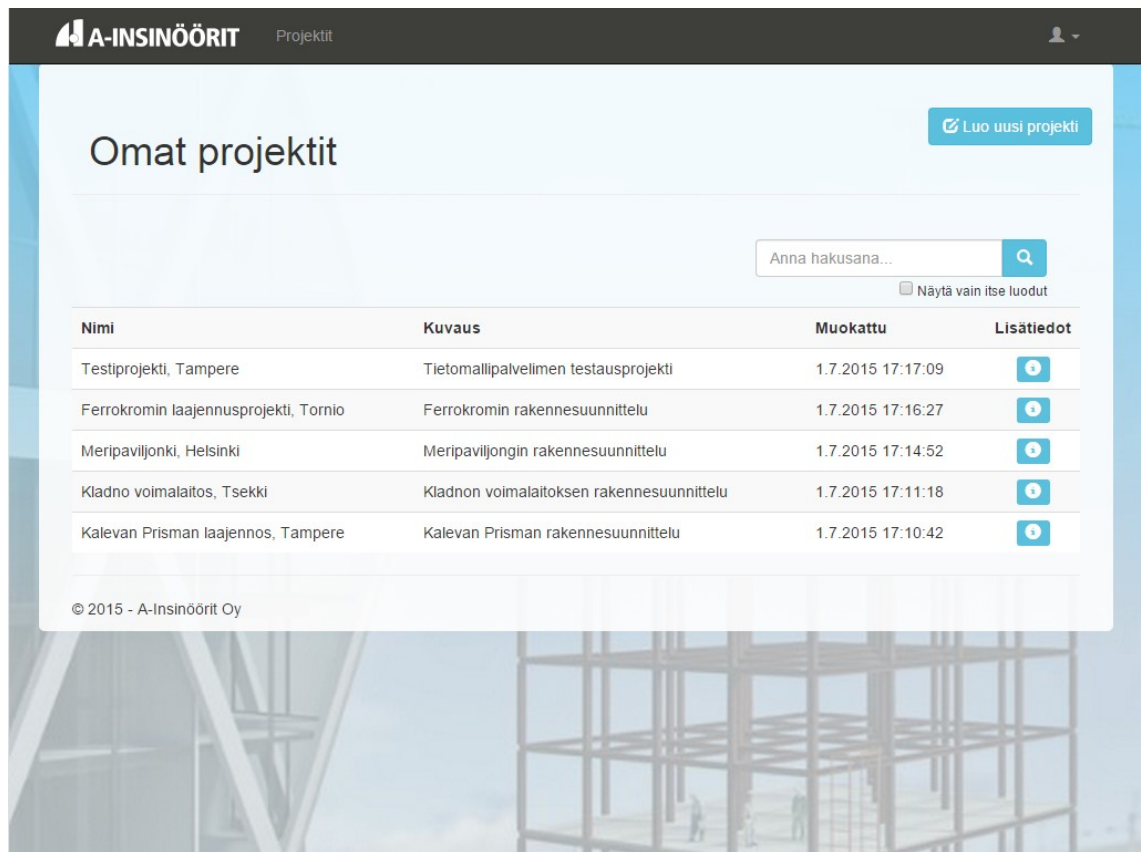 A-INSINÖÖRIT Projektit
Luo uusi projekti
Omat projektit
Anna hakusana...
Näytä vain itse luodut
Nimi Kuvaus Muokattu Lisätiedot
Testiprojekti, Tampere Tietomallipalvelimen testausprojekti 1.7.2015 17:17:09
Ferrokromin laajennusprojekti, Tornio Ferrokromin rakennesuunnittelu 1.7.2015 17:16:27
Meripaviljonki, Helsinki Meripaviljongin rakennesuunnittelu 1.7.2015 17:14:52
Kladno voimalaitos, Tsekki Kladnon voimalaitoksen rakennesuunnittelu 1.7.2015 17:11:18
Kalevan Prisman laajennos, Tampere Kalevan Prisman rakennesuunnittelu 1.7.2015 17:10:42
© 2015 - A-Insinöörit Oy